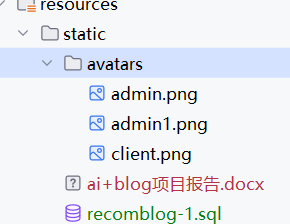 resources
static
avatars
admin.png
admin1.png
client.png
ai+blog项目报告.docx
recomblog-1.sql